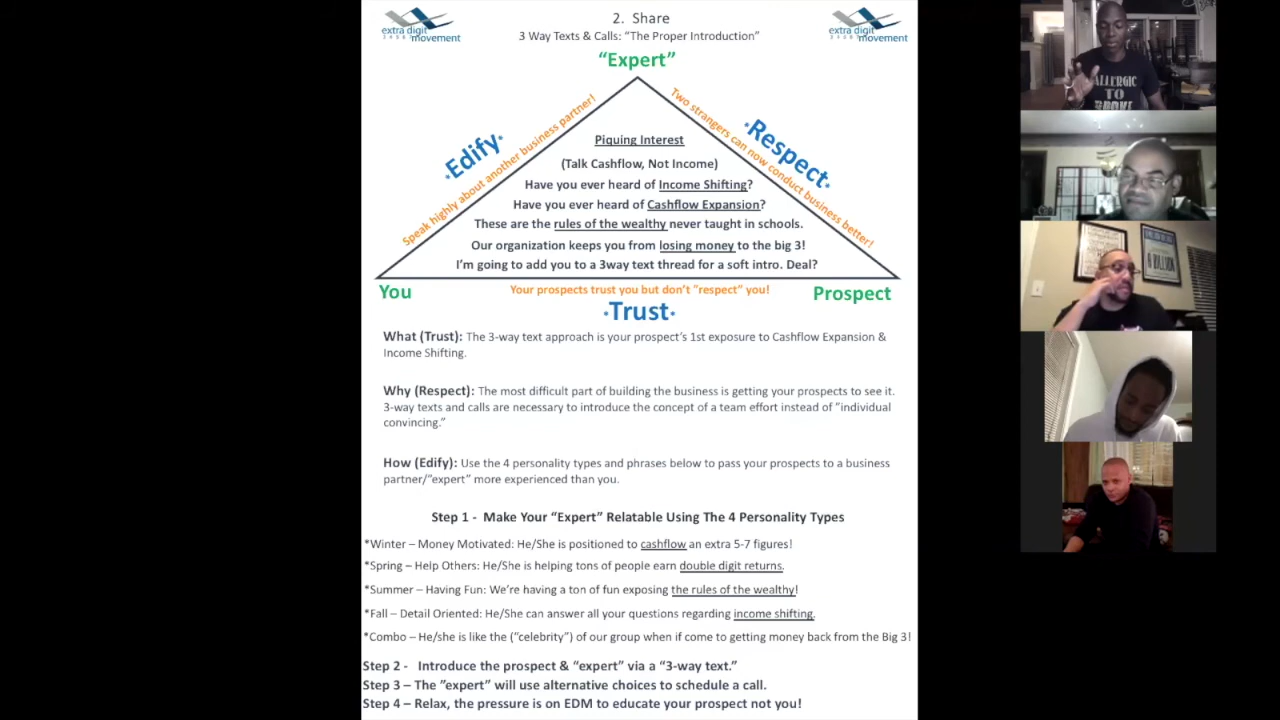 extra digit
movement
2. Share
3 Way Texts & Calls: “The Proper Introduction”
extra digit
movement
“Expert”
*Edify*
Speak highly about another business partner!
*Respect*
Two strangers can now conduct business better!
Piquing Interest
(Talk Cashflow, Not Income)
Have you ever heard of Income Shifting?
Have you ever heard of Cashflow Expansion?
These are the rules of the wealthy never taught in schools.
Our organization keeps you from losing money to the big 3!
I’m going to add you to a 3way text thread for a soft intro. Deal?
You
Your prospects trust you but don’t “respect” you!
Prospect
*Trust*
What (Trust): The 3-way text approach is your prospect’s 1st exposure to Cashflow Expansion &
Income Shifting.
Why (Respect): The most difficult part of building the business is getting your prospects to see it.
3-way texts and calls are necessary to introduce the concept of a team effort instead of “individual
convincing.”
How (Edify): Use the 4 personality types and phrases below to pass your prospects to a business
partner/“expert” more experienced than you.
Step 1 - Make Your “Expert” Relatable Using The 4 Personality Types
*Winter – Money Motivated: He/She is positioned to cashflow an extra 5-7 figures!
*Spring – Help Others: He/She is helping tons of people earn double digit returns.
*Summer – Having Fun: We’re having a ton of fun exposing the rules of the wealthy!
*Fall – Detail Oriented: He/She can answer all your questions regarding income shifting.
*Combo – He/she is like the (“celebrity”) of our group when if come to getting money back from the Big 3!
Step 2 - Introduce the prospect & “expert” via a “3-way text.”
Step 3 – The ”expert” will use alternative choices to schedule a call.
Step 4 – Relax, the pressure is on EDM to educate your prospect not you!
ALLERGIC
TO
BROKE
A BILLION